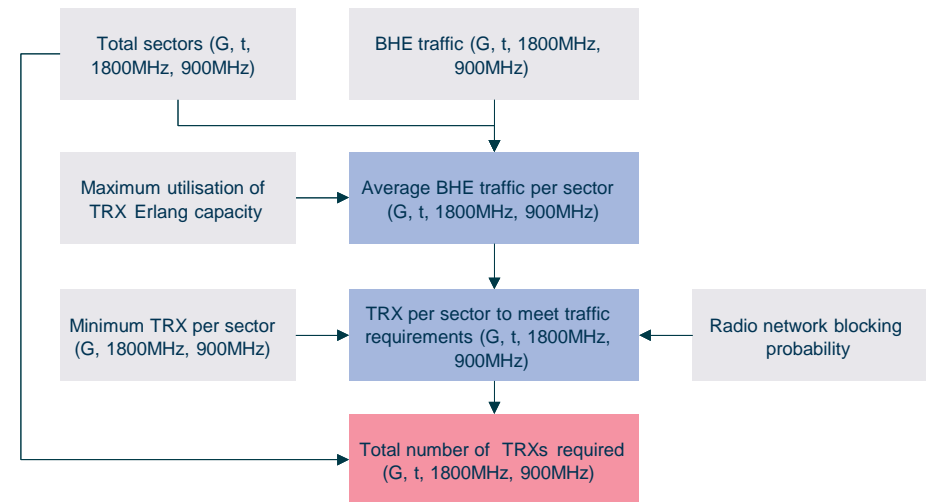 Total sectors (G, t,
1800MHz, 900MHz)
BHE traffic (G, t, 1800MHz,
900MHz)
Maximum utilisation of
TRX Erlang capacity
Average BHE traffic per sector
(G, t, 1800MHz, 900MHz)
Minimum TRX per sector
(G, 1800MHz, 900MHz)
TRX per sector to meet traffic
requirements (G, t, 1800MHz,
900MHz)
Radio network blocking
probability
Total number of TRXs required
(G, t, 1800MHz, 900MHz)